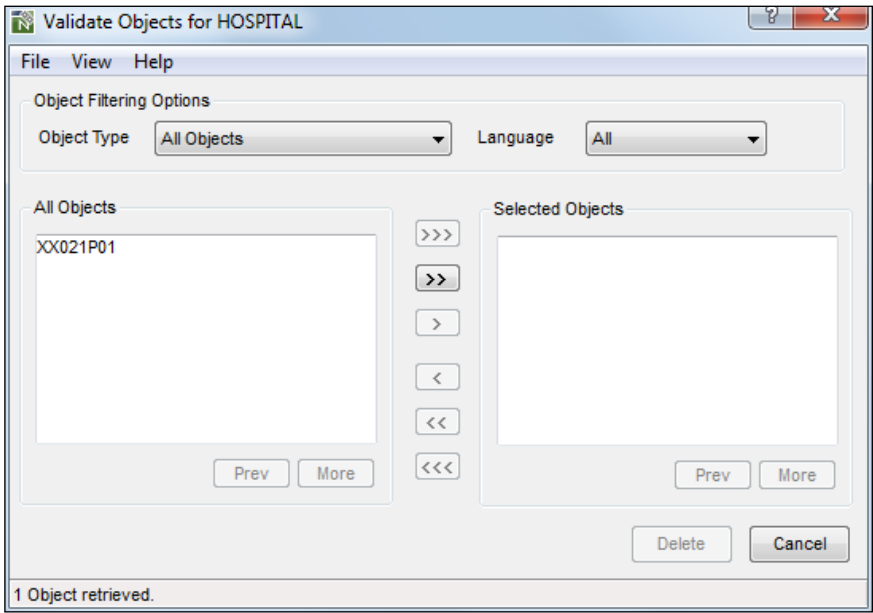 Validate Objects for HOSPITAL
? X
File View Help
Object Filtering Options
Object Type All Objects Language All
All Objects
Selected Objects
XX021P01
>>>
>>
>
<
<<
<<<
Prev More
Prev More
Delete Cancel
1 Object retrieved.